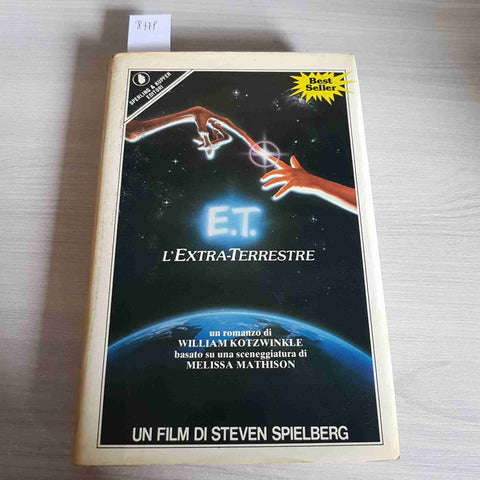 SPERLING & KUPFER
EDITORI
Best
Seller
E.T.
L'EXTRA-TERRESTRE
un romanzo di
WILLIAM KOTZWINKLE
basato su una sceneggiatura di
MELISSA MATHISON
UN FILM DI STEVEN SPIELBERG